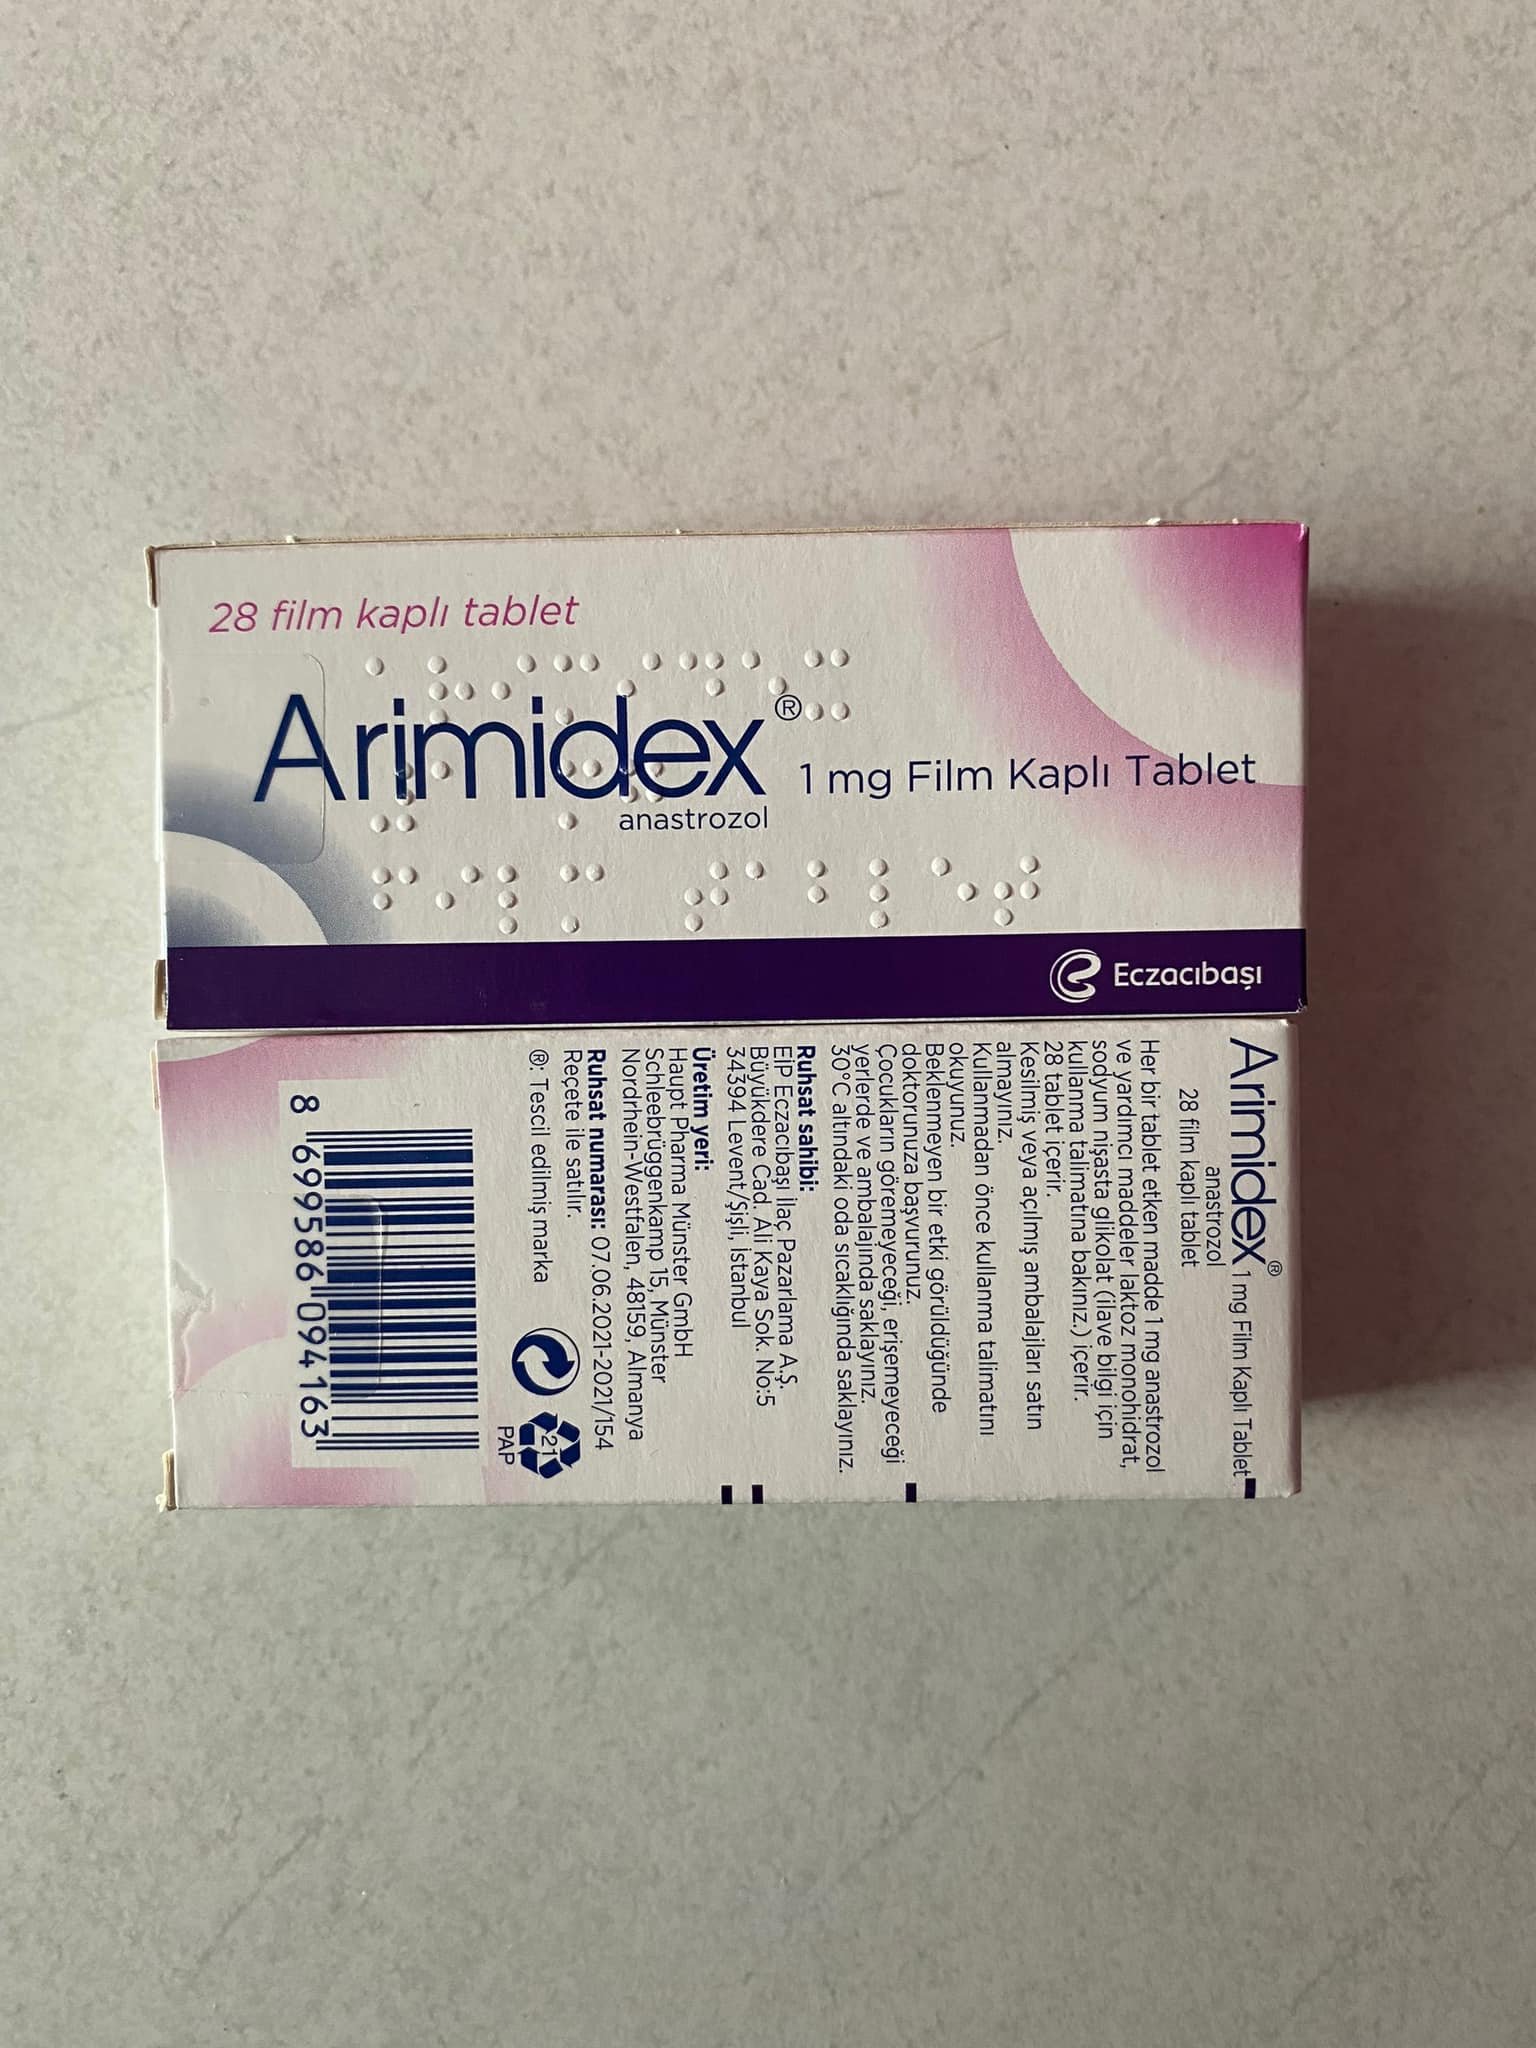 28 film kaplı tablet
Arimidex® 1 mg Film Kaplı Tablet
anastrozol
Eczacıbaşı
Arimidex® 1 mg Film Kaplı Tablet
anastrozol
28 film kaplı tablet
Her bir tablet etken madde 1 mg anastrozol
ve yardımcı maddeler laktoz monohidrat,
sodyum nişasta glikolat (ilave bilgi için
kullanma talimatına bakınız.) içerir.
28 tablet içerir.
Kesilmiş veya açılmış ambalajları satın
almayınız.
Kullanmadan önce kullanma talimatını
okuyunuz.
Beklenmeyen bir etki görüldüğünde
doktorunuza başvurunuz.
Çocukların göremeyeceği, erişemeyeceği
yerlerde ve ambalajında saklayınız.
30°C altındaki oda sıcaklığında saklayınız.
Ruhsat sahibi:
EİP Eczacıbaşı İlaç Pazarlama A.Ş.
Büyükdere Cad. Ali Kaya Sok. No:5
34394 Levent/Şişli, İstanbul
Üretim yeri:
Haupt Pharma Münster GmbH
Schleebrüggenkamp 15, Münster
Nordrhein-Westfalen, 48159, Almanya
Ruhsat numarası: 07.06.2021-2021/154
Reçete ile satılır.
®: Tescil edilmiş marka
21
PAP
8 699586 094163